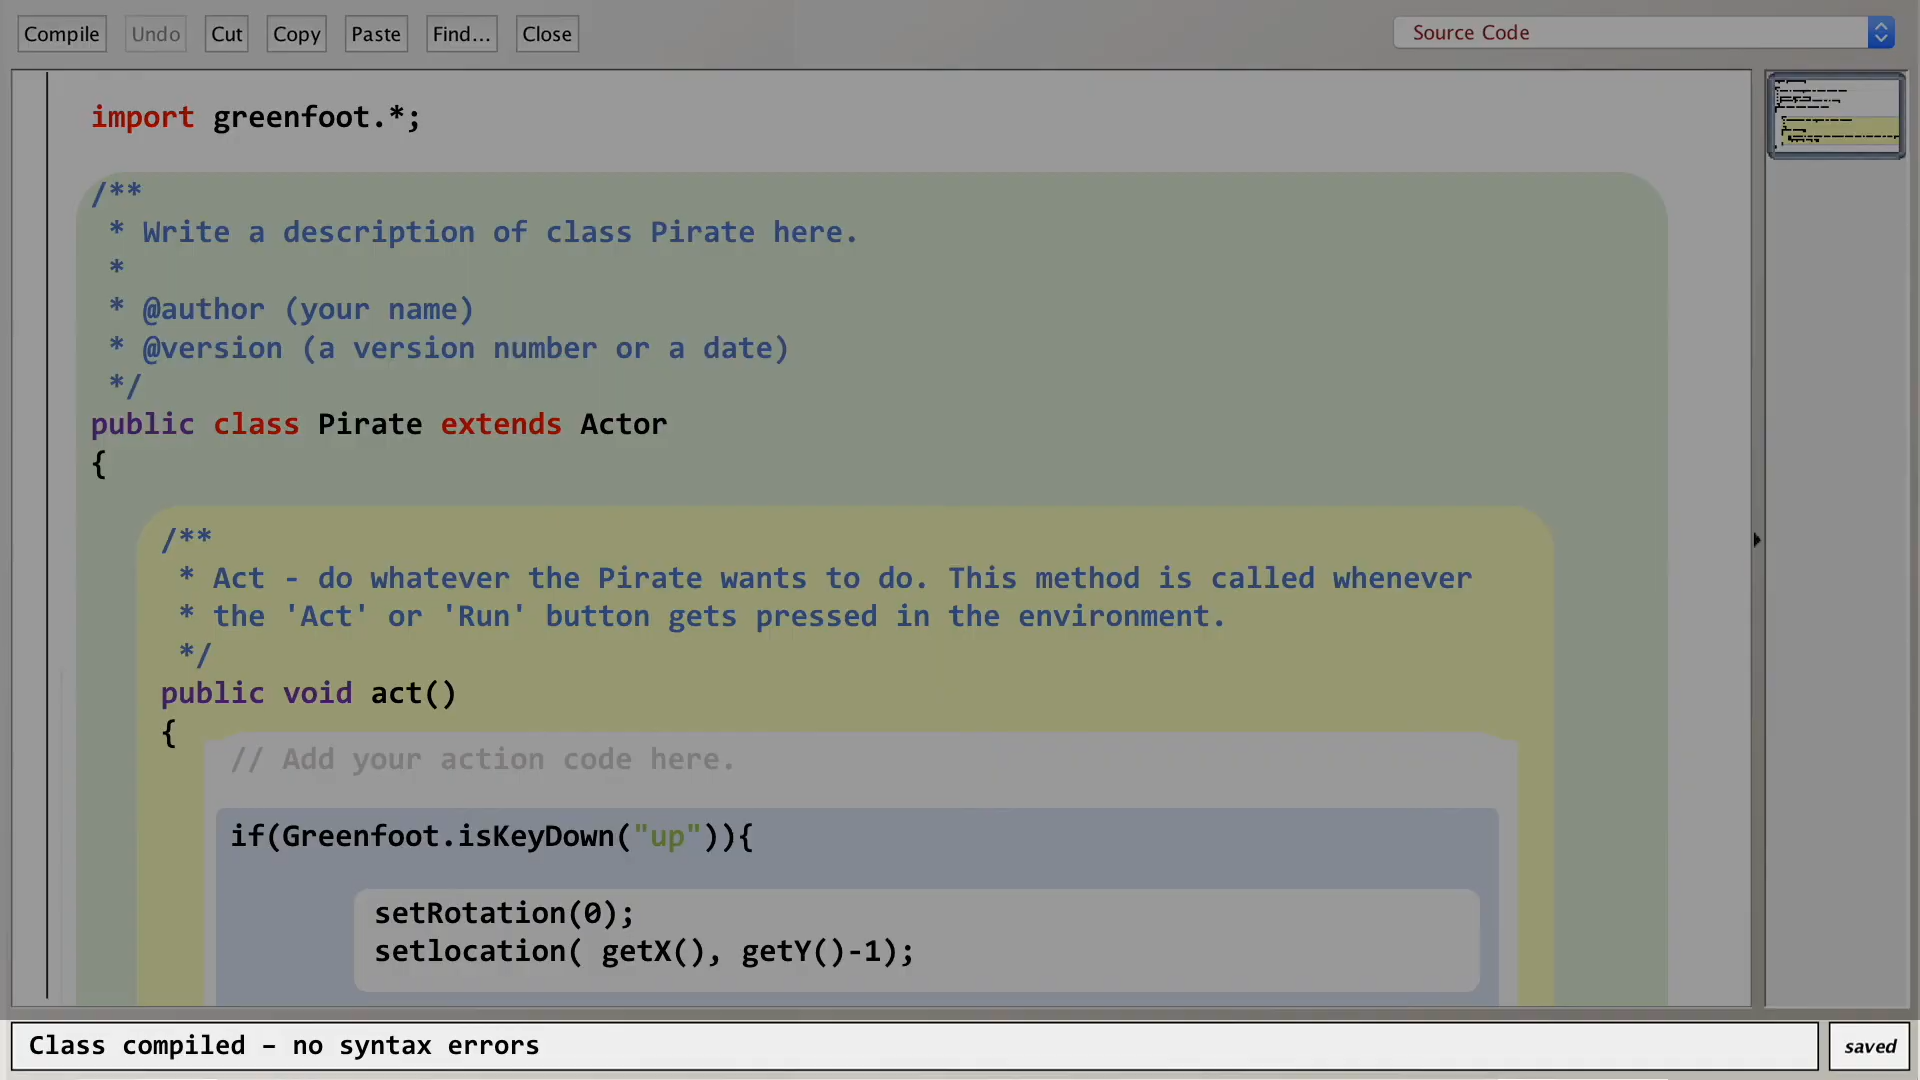 Compile Undo Cut Copy Paste Find... Close Source Code
import greenfoot.*;
/**
* Write a description of class Pirate here.
*
* @author (your name)
* @version (a version number or a date)
*/
public class Pirate extends Actor
{
/**
* Act - do whatever the Pirate wants to do. This method is called whenever
* the 'Act' or 'Run' button gets pressed in the environment.
*/
public void act()
{
// Add your action code here.
if(Greenfoot.isKeyDown("up")){
setRotation(0);
setlocation( getX(), getY()-1);
Class compiled – no syntax errors saved